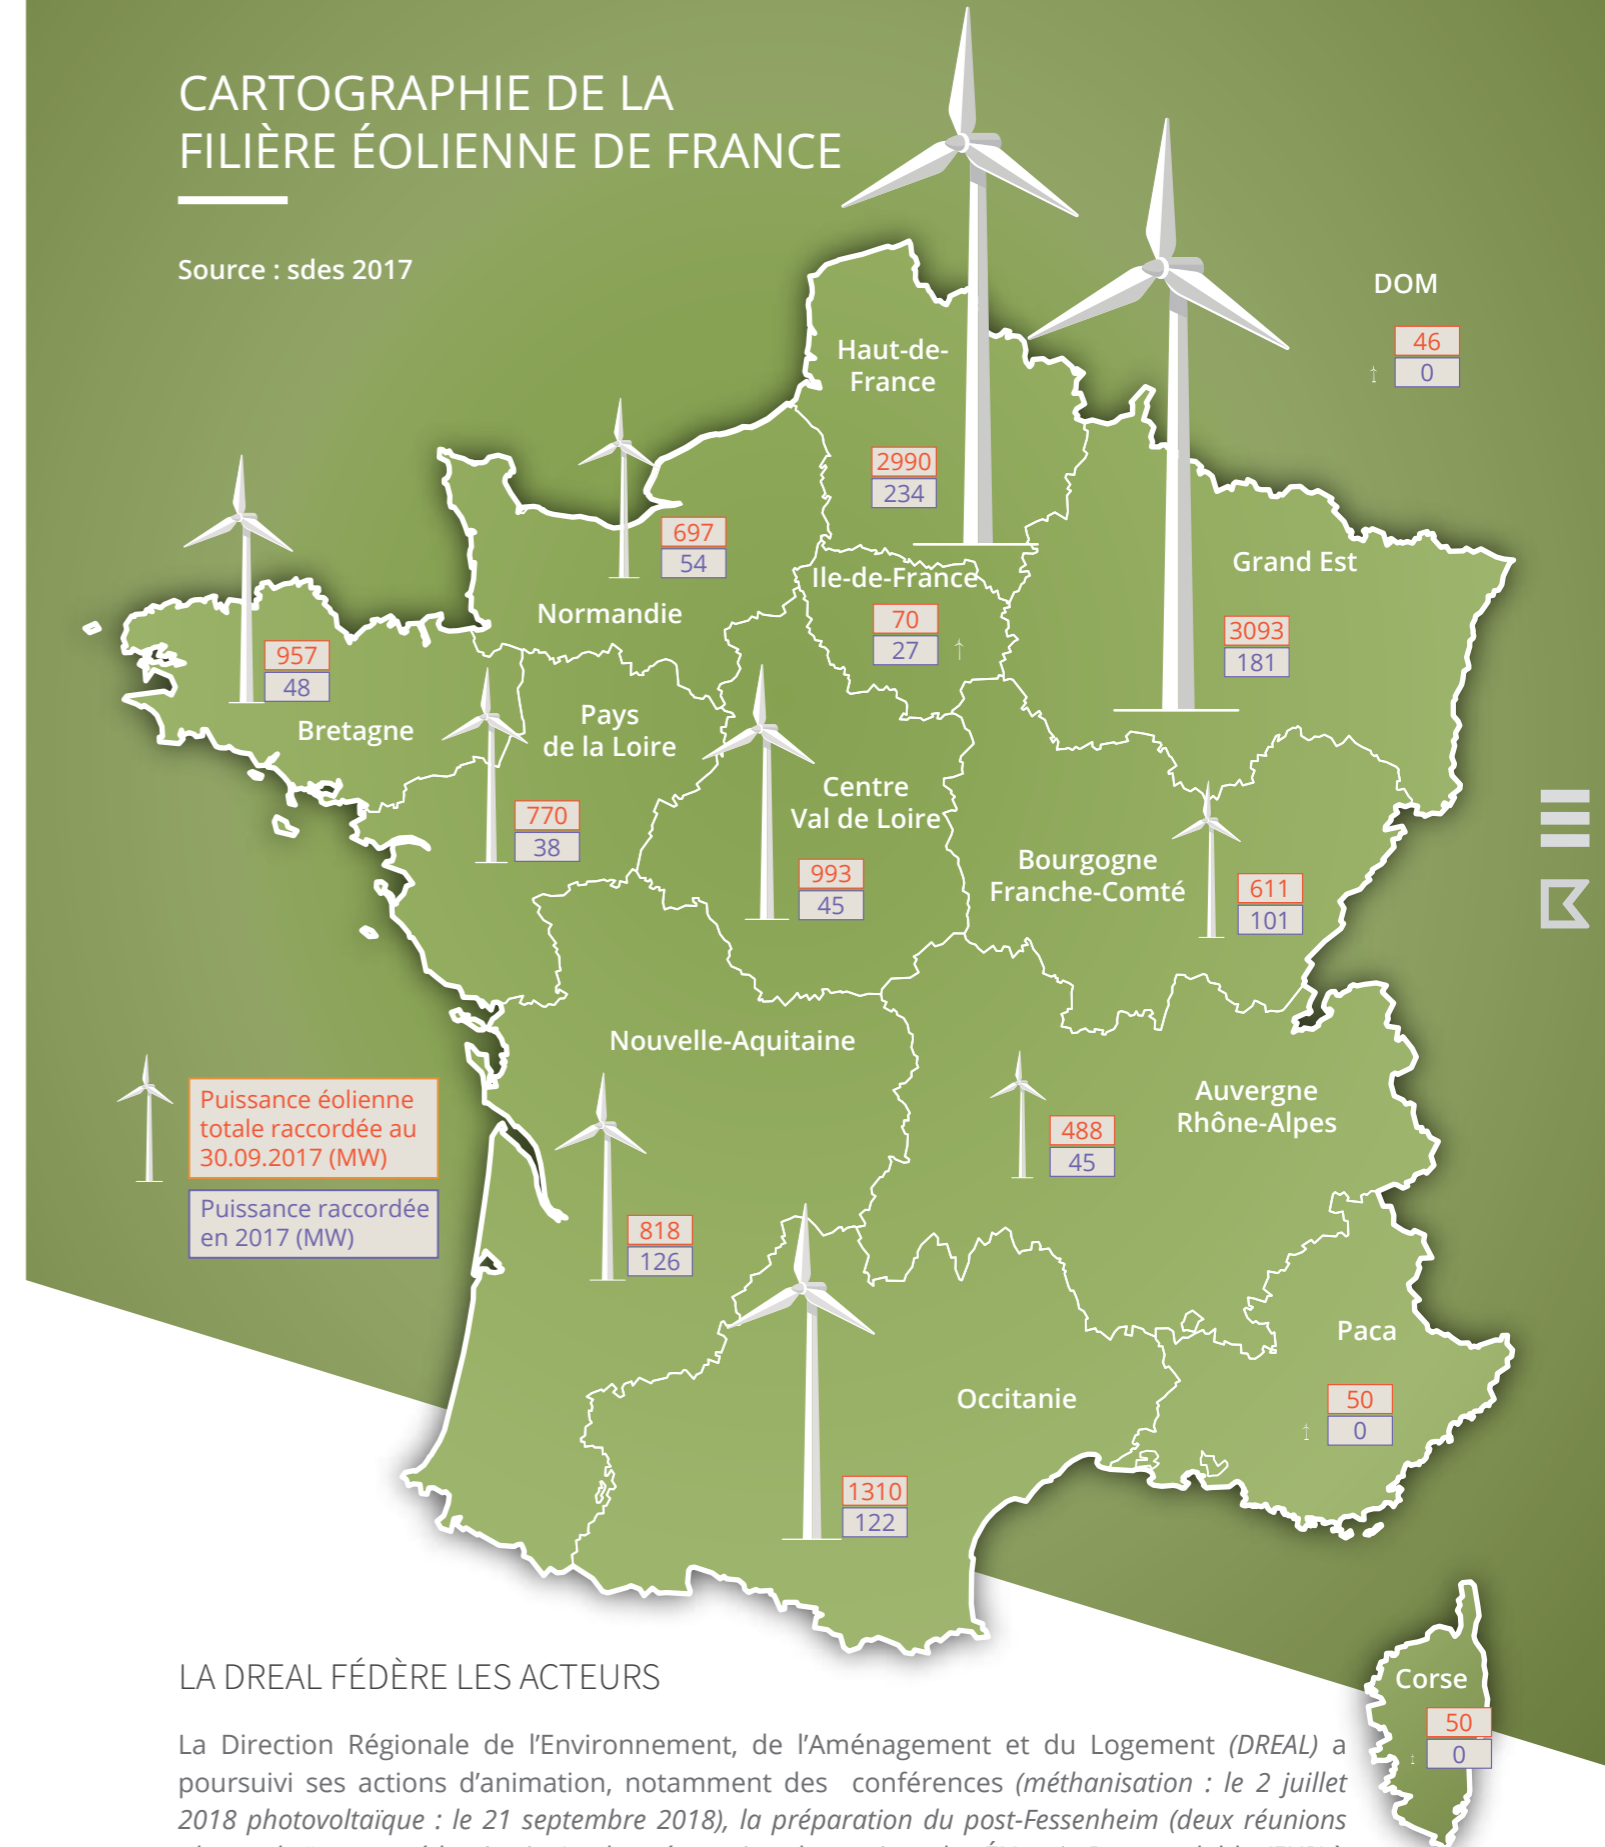 CARTOGRAPHIE DE LA
FILIÈRE ÉOLIENNE DE FRANCE
Source : sdes 2017
DOM
46
0
Haut-de-
France
2990
234
697
54
Normandie
Ile-de-France
70
27
Grand Est
3093
181
957
48
Bretagne
Pays
de la Loire
770
38
Centre
Val de Loire
993
45
Bourgogne
Franche-Comté
611
101
Nouvelle-Aquitaine
818
126
Auvergne
Rhône-Alpes
488
45
Puissance éolienne
totale raccordée au
30.09.2017 (MW)
Puissance raccordée
en 2017 (MW)
Paca
50
0
Occitanie
1310
122
Corse
50
0
LA DREAL FÉDÈRE LES ACTEURS
La Direction Régionale de l'Environnement, de l'Aménagement et du Logement (DREAL) a
poursuivi ses actions d'animation, notamment des conférences (méthanisation : le 2 juillet
2018 photovoltaïque : le 21 septembre 2018), la préparation du post-Fessenheim (deux réunions